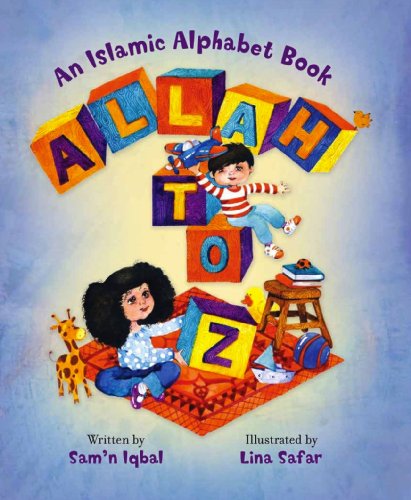 An Islamic Alphabet Book
ALLAH
TO
Z
Written by
Sam'n Iqbal
Illustrated by
Lina Safar